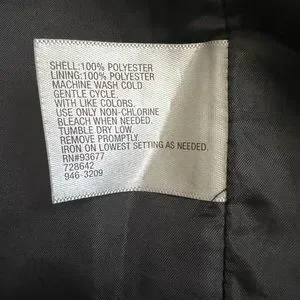 SHELL:100% POLYESTER
LINING:100% POLYESTER
MACHINE WASH COLD
GENTLE CYCLE.
WITH LIKE COLORS.
USE ONLY NON-CHLORINE
BLEACH WHEN NEEDED.
TUMBLE DRY LOW.
REMOVE PROMPTLY.
IRON ON LOWEST SETTING AS NEEDED.
RN#93677
728642
946-3209